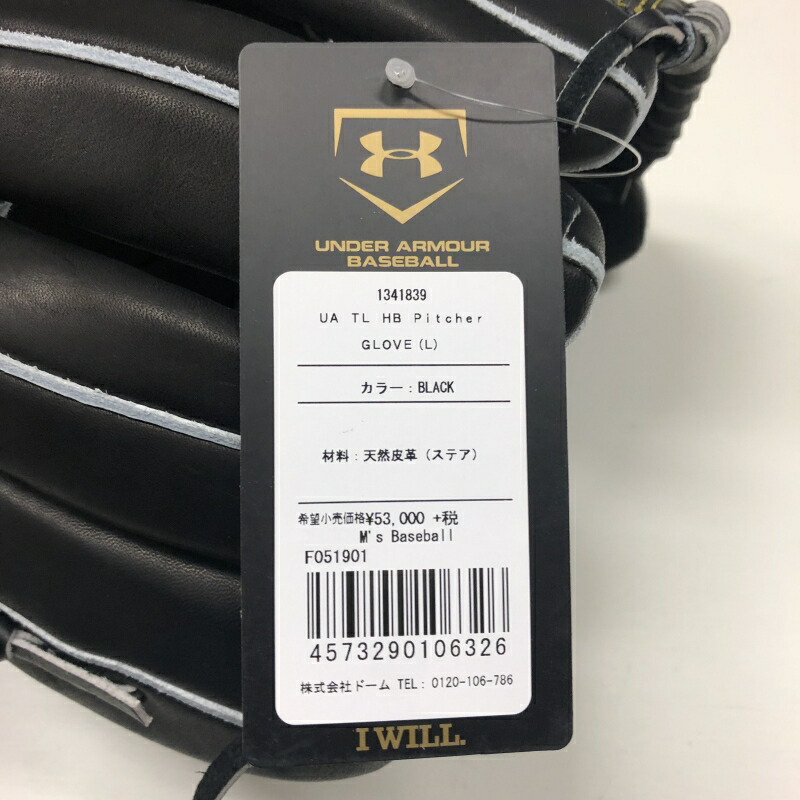 UNDER ARMOUR
BASEBALL
1341839
UA TL HB Pitcher
GLOVE(L)
カラー：BLACK
材料：天然皮革（ステア）
希望小売価格¥53,000 +税
M's Baseball
F051901
4573290106326
株式会社ドーム TEL: 0120-106-786
I WILL.